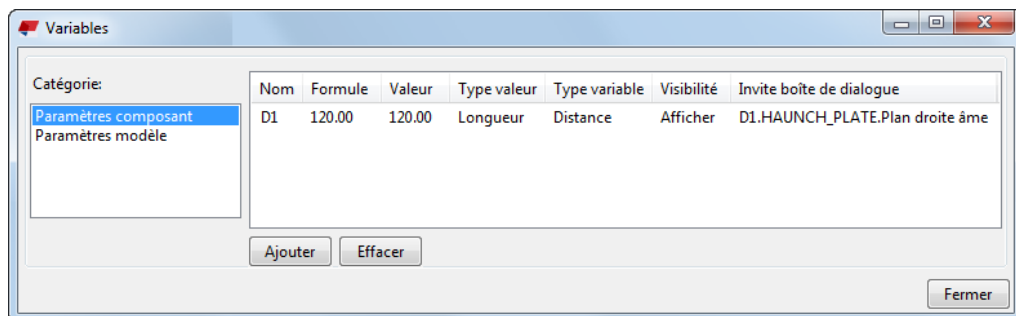 Variables
Catégorie:
Paramètres composant
Paramètres modèle
Nom Formule Valeur Type valeur Type variable Visibilité Invite boîte de dialogue
D1 120.00 120.00 Longueur Distance Afficher D1.HAUNCH_PLATE.Plan droite âme
Ajouter Effacer
Fermer